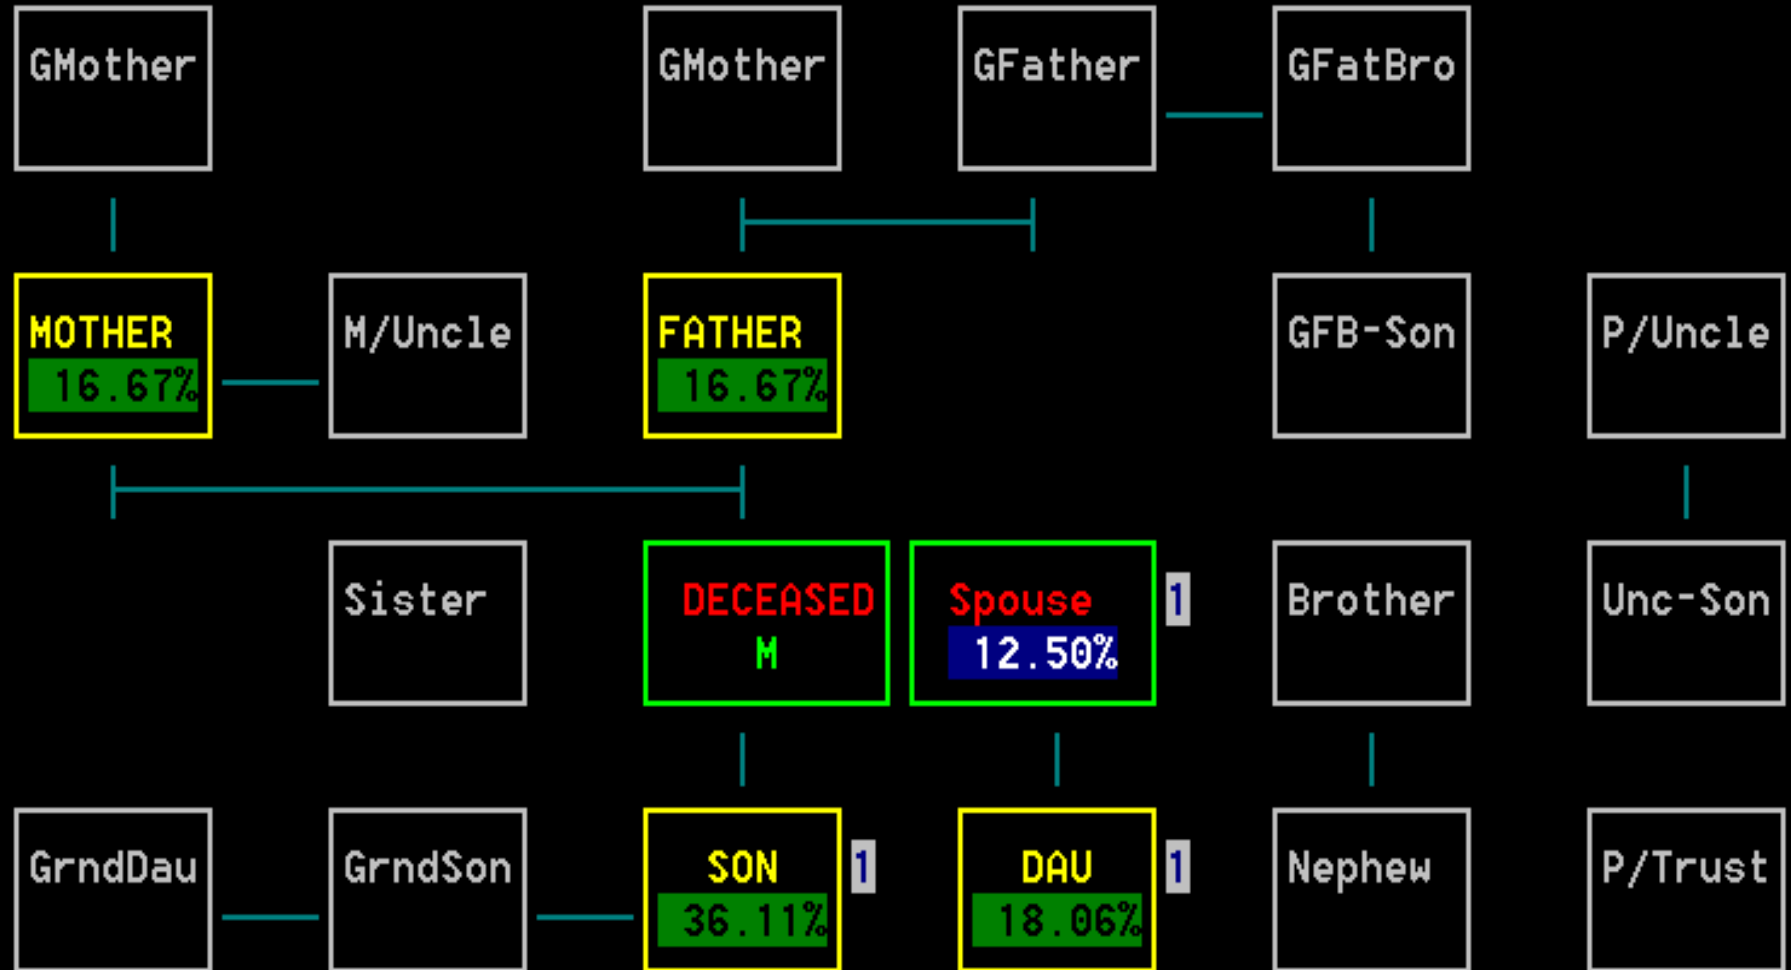 GMother GMother GFather GFatBro
MOTHER M/Uncle FATHER GFB-Son P/Uncle
16.67% 16.67%
Sister DECEASED Spouse 1 Brother Unc-Son
M 12.50%
GrndDau GrndSon SON 1 DAU 1 Nephew P/Trust
36.11% 18.06%